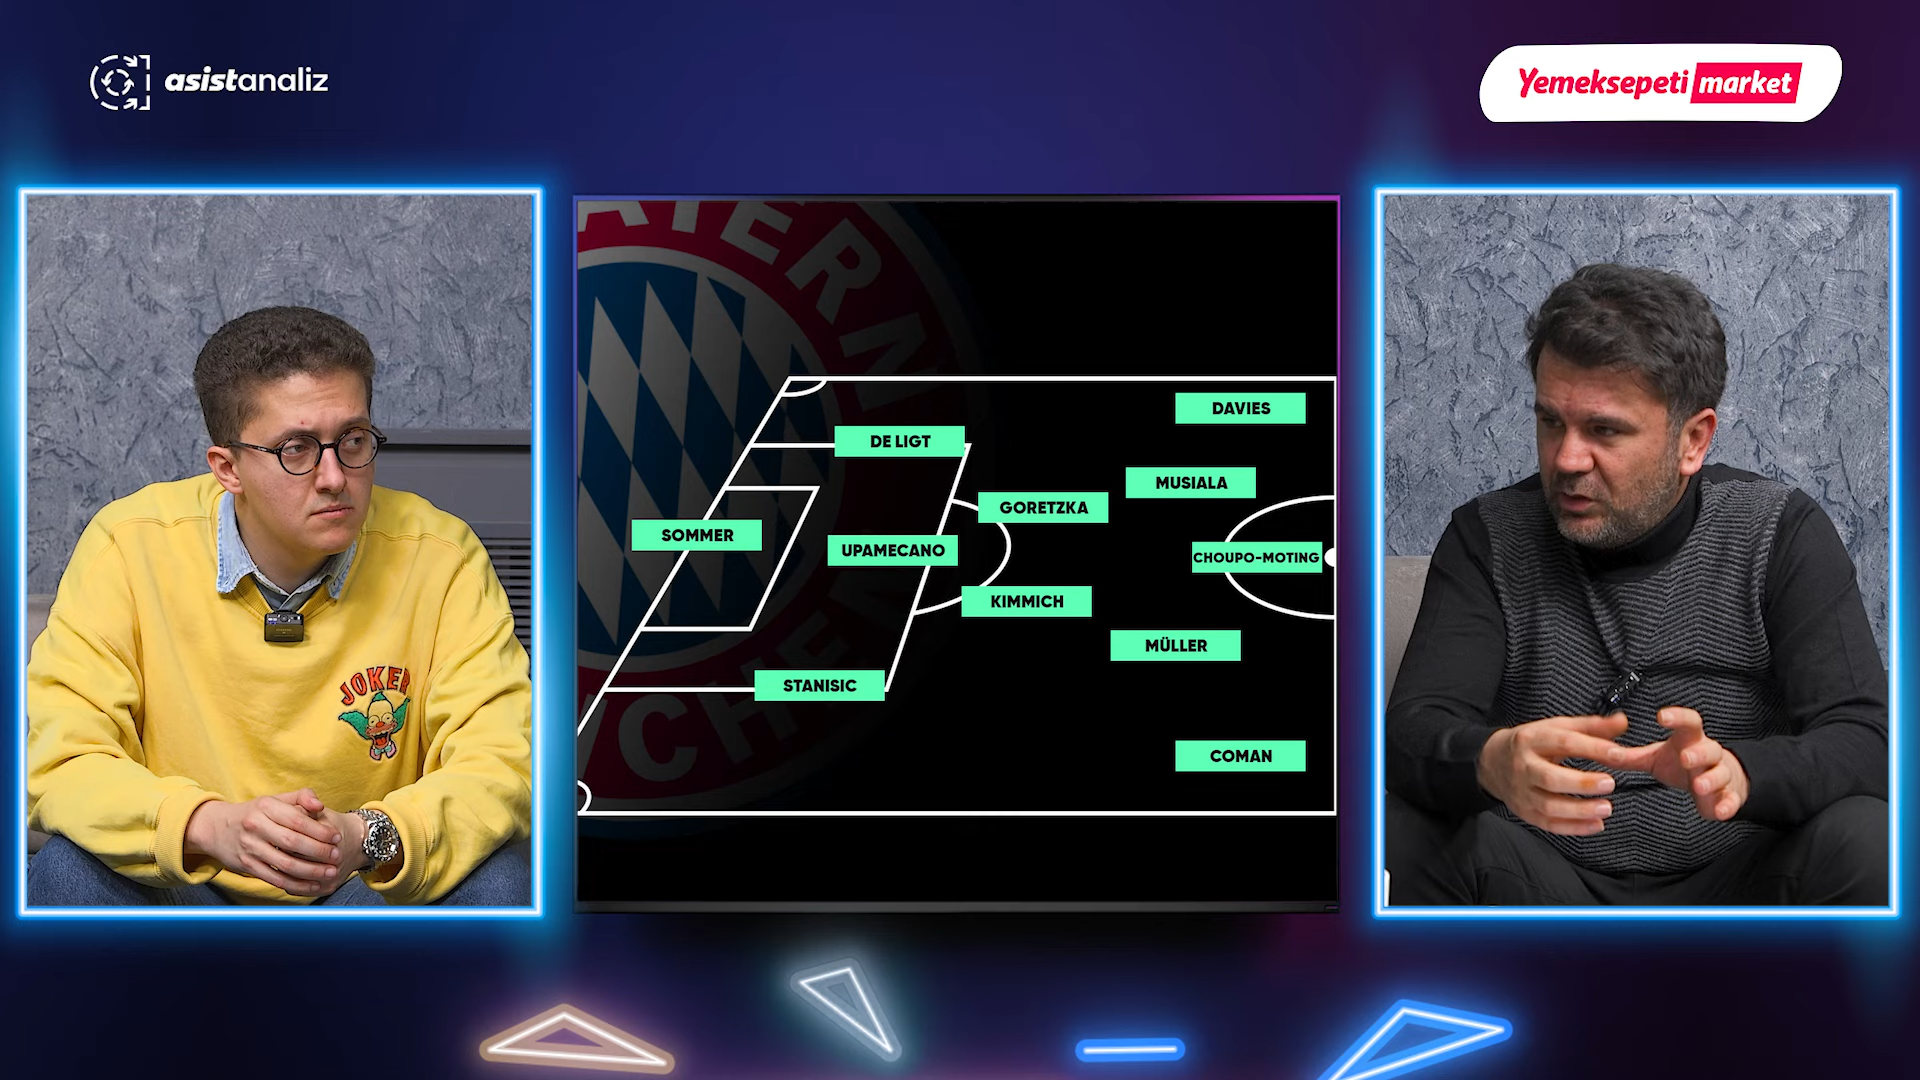 asistanaliz
Yemeksepeti market
DAVIES
DE LIGT
MUSIALA
GORETZKA
SOMMER
UPAMECANO
CHOUPO-MOTING
KIMMICH
MÜLLER
STANISIC
COMAN
JOKER